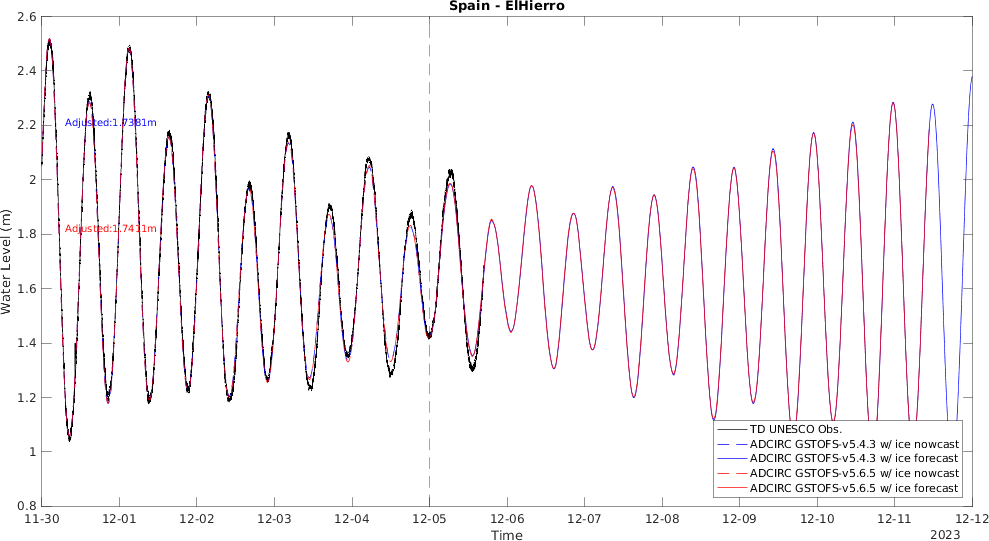 Spain - ElHierro
2.6
2.4
2.2
2
1.8
1.6
1.4
1.2
1
0.8
Water Level (m)
Adjusted:1.7381m
Adjusted:1.7411m
TD UNESCO Obs.
ADCIRC GSTOFS-v5.4.3 w/ ice nowcast
ADCIRC GSTOFS-v5.4.3 w/ ice forecast
ADCIRC GSTOFS-v5.6.5 w/ ice nowcast
ADCIRC GSTOFS-v5.6.5 w/ ice forecast
11-30 12-01 12-02 12-03 12-04 12-05 12-06 12-07 12-08 12-09 12-10 12-11 12-12
Time
2023